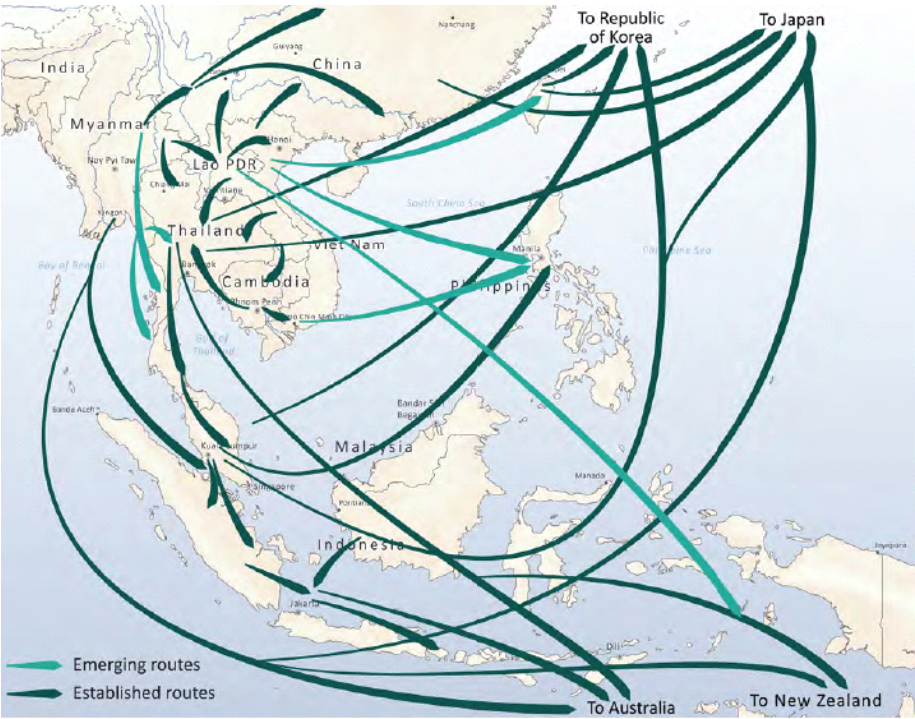 To Republic
of Korea
To Japan
Nanchang
Guiyang
China
India
Myanmar
Hanoi
Nay Pyi Taw
Lao PDR
Chiang Mai
Vientiane
South China Sea
Yangon
Thailand
Viet Nam
Manila
Philippine Sea
Bay of Bengal
Bangkok
Cambodia
Philippines
Phnom Penh
Ho Chi Minh City
Gulf of
Thailand
Banda Aceh
Bandar Seri
Begawan
Kuala Lumpur
Malaysia
Singapore
Manado
Indonesia
Jayapura
Jakarta
Dili
Emerging routes
Established routes
To Australia
To New Zealand